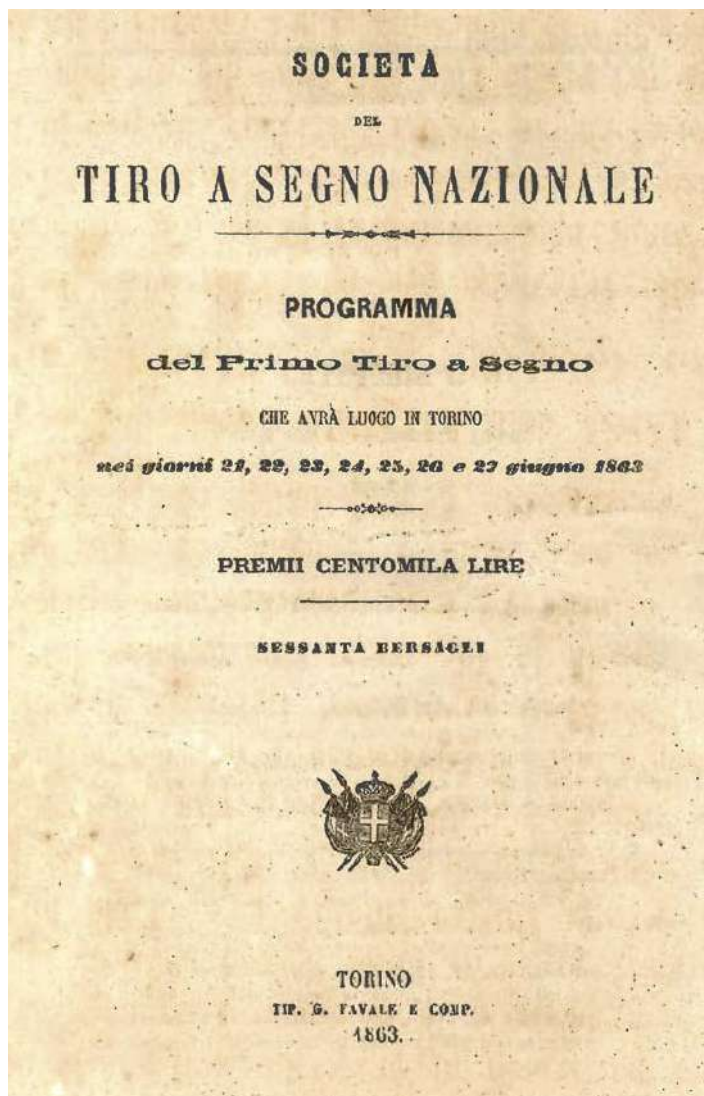 SOCIETÀ
DEL
TIRO A SEGNO NAZIONALE
PROGRAMMA
del Primo Tiro a Segno
CHE AVRÀ LUOGO IN TORINO
nei giorni 21, 22, 23, 24, 25, 26 e 27 giugno 1863
PREMII CENTOMILA LIRE
SESSANTA BERSAGLI
TORINO
TIP. G. FAVALE E COMP.
1863.